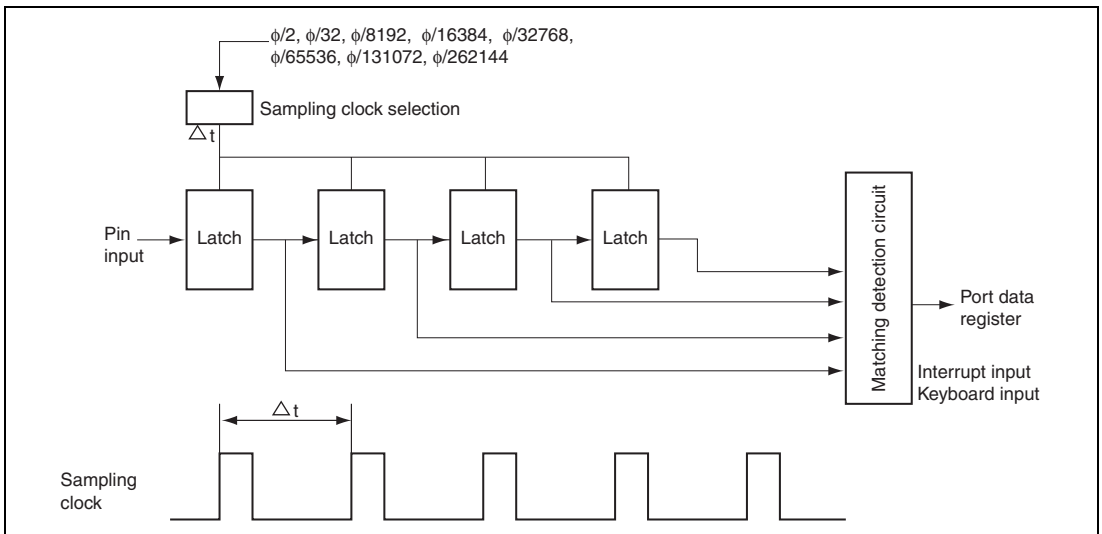 ϕ/2, ϕ/32, ϕ/8192, ϕ/16384, ϕ/32768,
ϕ/65536, ϕ/131072, ϕ/262144
Sampling clock selection
△t
Pin
input
Latch
Latch
Latch
Latch
Matching detection circuit
Port data
register
Interrupt input
Keyboard input
△t
Sampling
clock